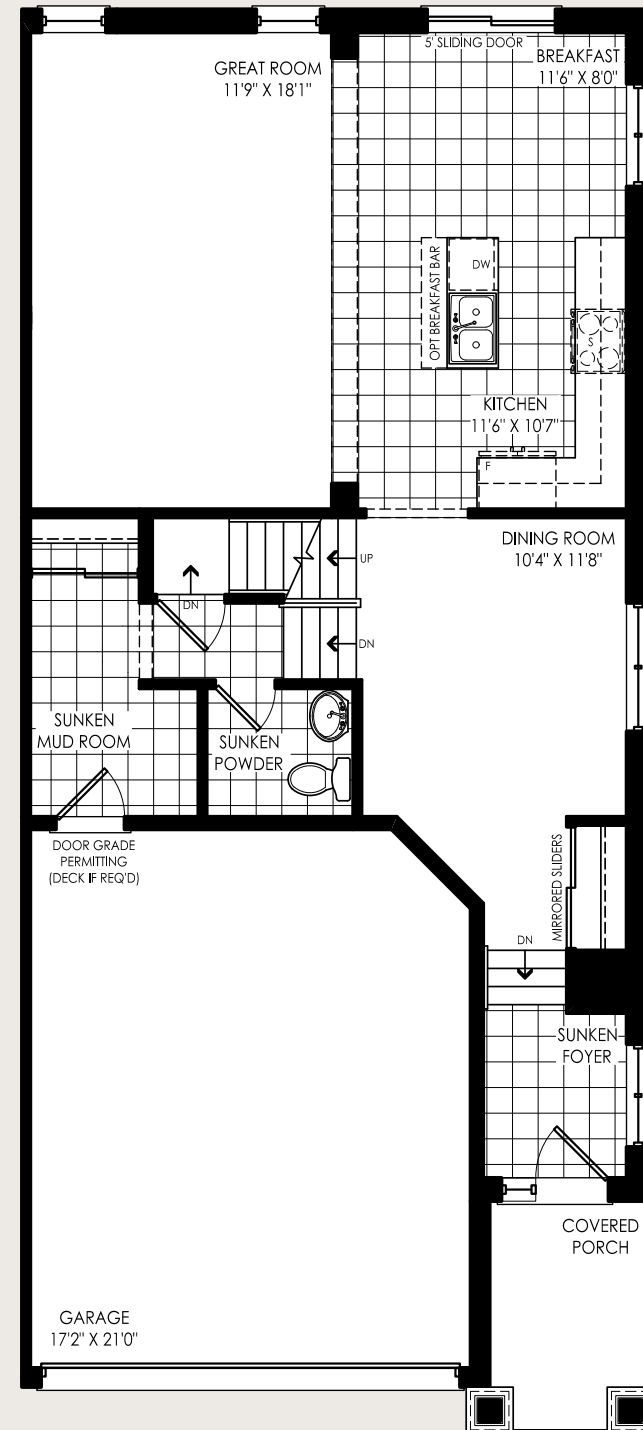 5' SLIDING DOOR
GREAT ROOM
11'9" X 18'1"
BREAKFAST
11'6" X 8'0"
OPT BREAKFAST BAR
DW
S
KITCHEN
11'6" X 10'7"
F
DINING ROOM
10'4" X 11'8"
UP
DN
DN
SUNKEN
MUD ROOM
SUNKEN
POWDER
DOOR GRADE
PERMITTING
(DECK IF REQ'D)
MIRRORED SLIDERS
DN
SUNKEN
FOYER
COVERED
PORCH
GARAGE
17'2" X 21'0"